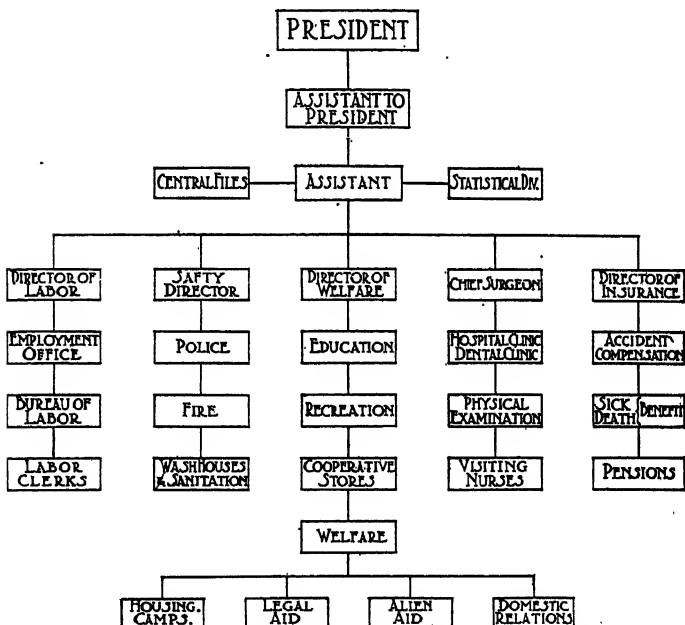 PRESIDENT
ASSISTANT TO
PRESIDENT
CENTRAL FILES
ASSISTANT
STATISTICAL DIV.
DIRECTOR OF
LABOR
SAFTY
DIRECTOR
DIRECTOR OF
WELFARE
CHIEF SURGEON
DIRECTOR OF
INSURANCE
EMPLOYMENT
OFFICE
POLICE
EDUCATION
HOSPITAL CLINIC
DENTAL CLINIC
ACCIDENT
COMPENSATION
BUREAU OF
LABOR
FIRE
RECREATION
PHYSICAL
EXAMINATION
SICK
DEATH
BENEFIT
LABOR
CLERKS
WASH HOUSES
& SANITATION
COOPERATIVE
STORES
VISITING
NURSES
PENSIONS
WELFARE
HOUSING.
CAMPS.
LEGAL
AID
ALIEN
AID
DOMESTIC
RELATIONS